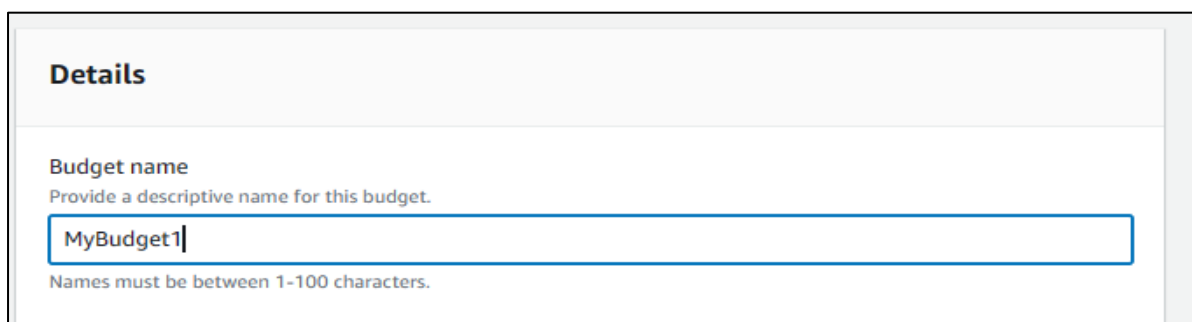 Details
Budget name
Provide a descriptive name for this budget.
MyBudget1
Names must be between 1-100 characters.